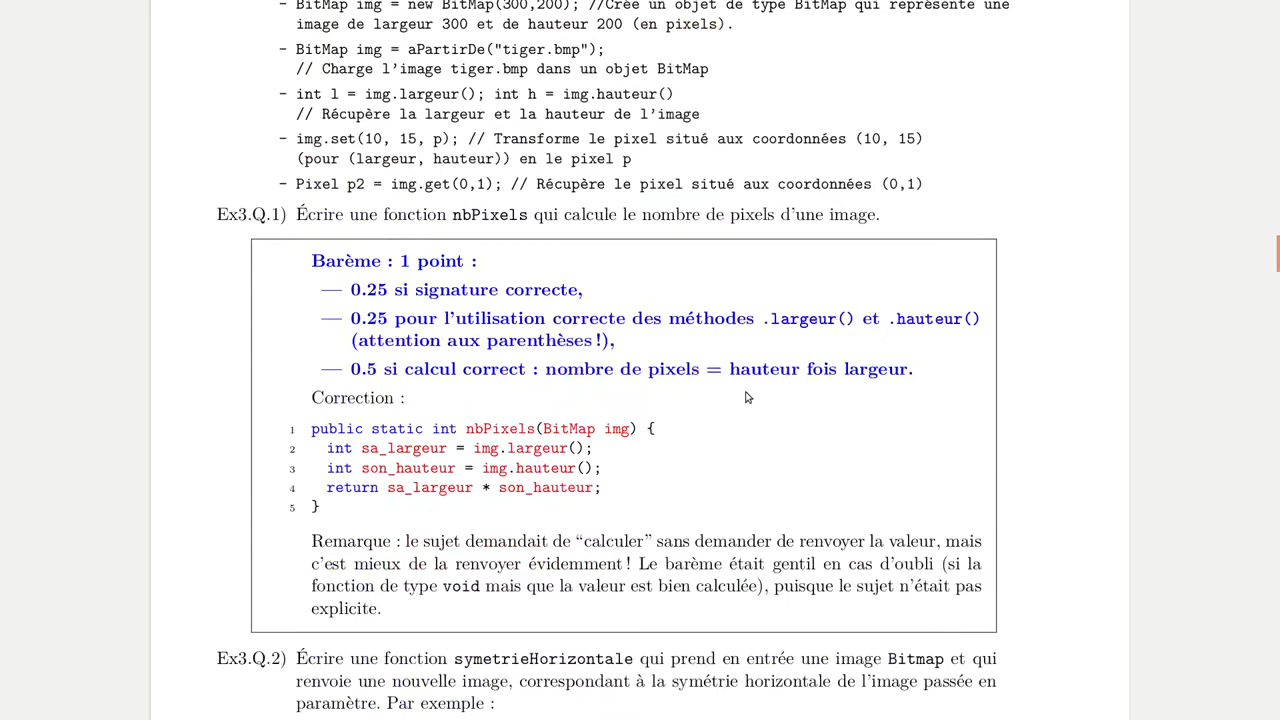 - BitMap img = new BitMap(300,200); //Crée un objet de type BitMap qui représente une
image de largeur 300 et de hauteur 200 (en pixels).
- BitMap img = aPartirDe("tiger.bmp");
// Charge l'image tiger.bmp dans un objet BitMap
- int l = img.largeur(); int h = img.hauteur()
// Récupère la largeur et la hauteur de l'image
- img.set(10, 15, p); // Transforme le pixel situé aux coordonnées (10, 15)
(pour (largeur, hauteur)) en le pixel p
- Pixel p2 = img.get(0,1); // Récupère le pixel situé aux coordonnées (0,1)
Ex3.Q.1) Écrire une fonction nbPixels qui calcule le nombre de pixels d'une image.
Barème : 1 point :
— 0.25 si signature correcte,
— 0.25 pour l'utilisation correcte des méthodes .largeur() et .hauteur()
(attention aux parenthèses !),
— 0.5 si calcul correct : nombre de pixels = hauteur fois largeur.
Correction :
1 public static int nbPixels(BitMap img) {
2 int sa_largeur = img.largeur();
3 int son_hauteur = img.hauteur();
4 return sa_largeur * son_hauteur;
5 }
Remarque : le sujet demandait de “calculer” sans demander de renvoyer la valeur, mais
c'est mieux de la renvoyer évidemment ! Le barème était gentil en cas d'oubli (si la
fonction de type void mais que la valeur est bien calculée), puisque le sujet n'était pas
explicite.
Ex3.Q.2) Écrire une fonction symetrieHorizontale qui prend en entrée une image Bitmap et qui
renvoie une nouvelle image, correspondant à la symétrie horizontale de l'image passée en
paramètre. Par exemple :